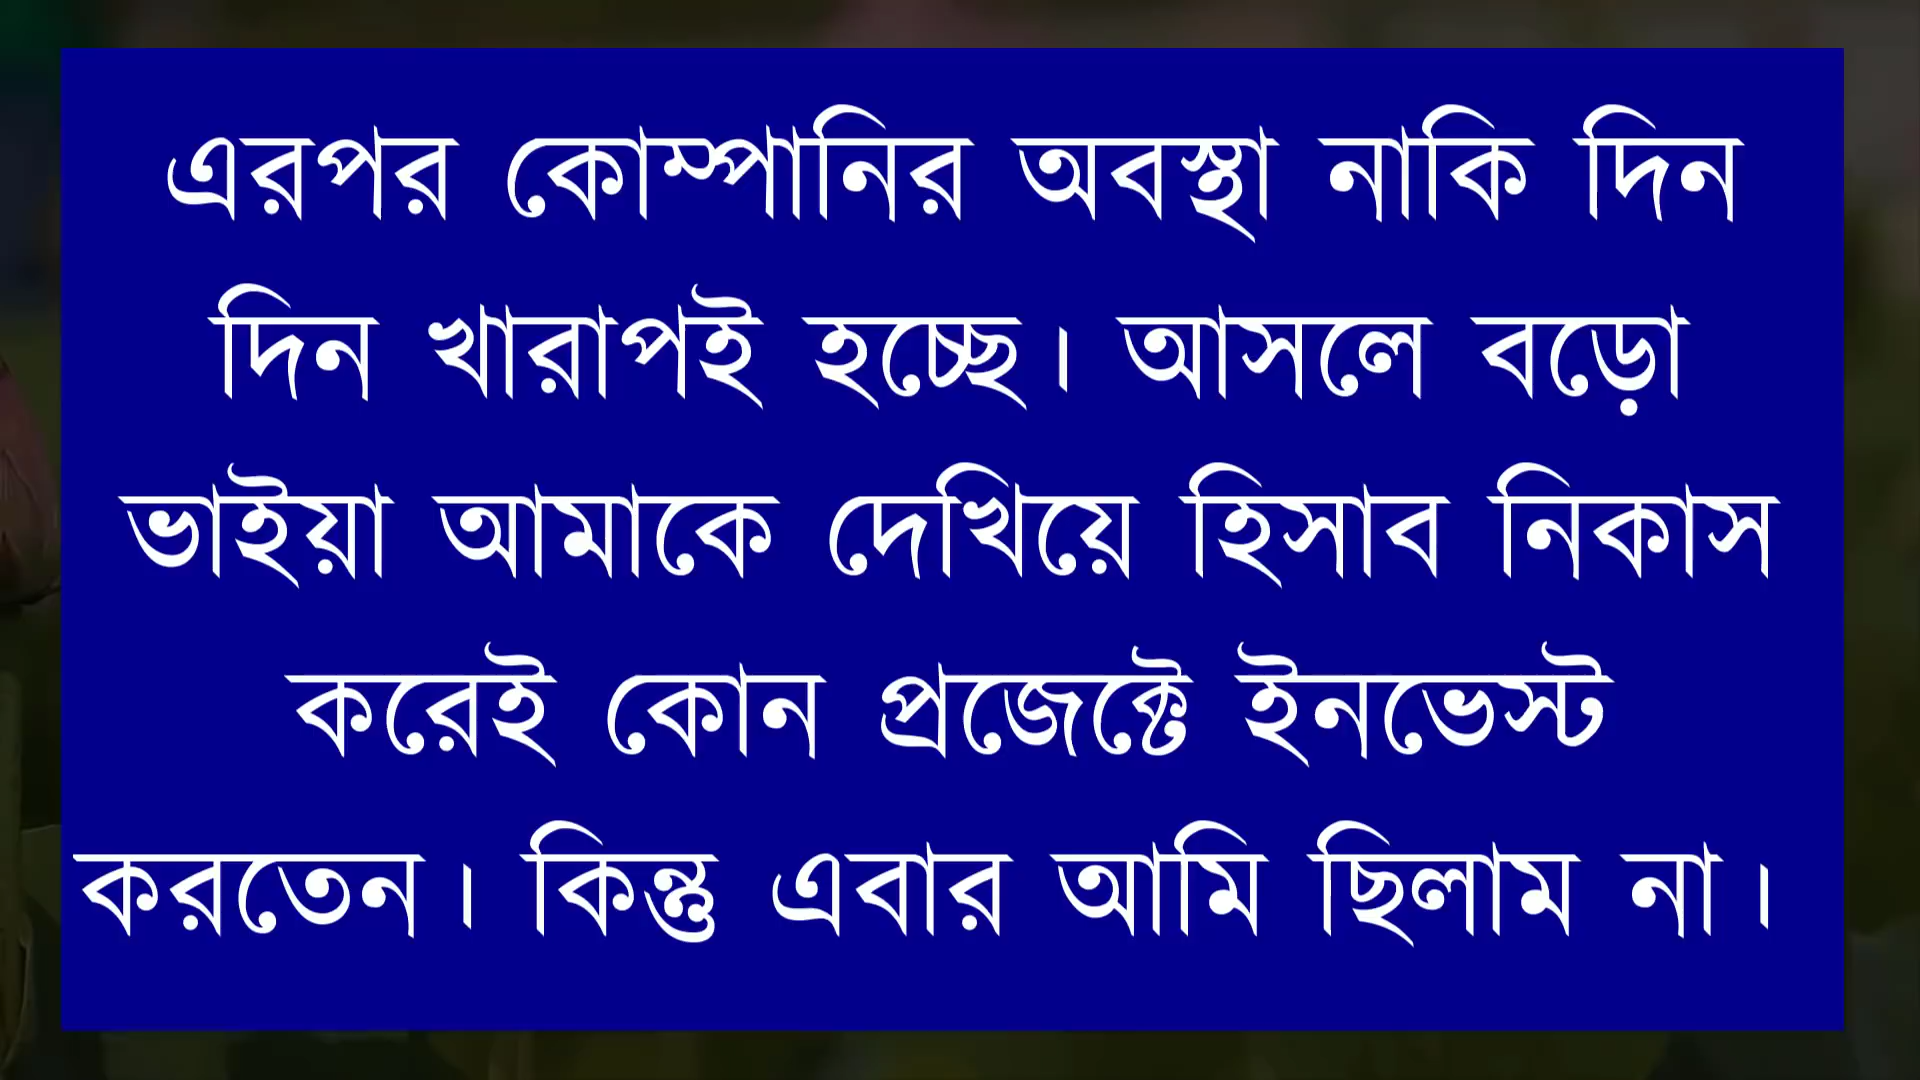 এরপর কোম্পানির অবস্থা নাকি দিন
দিন খারাপই হচ্ছে। আসলে বড়ো
ভাইয়া আমাকে দেখিয়ে হিসাব নিকাস
করেই কোন প্রজেক্টে ইনভেস্ট
করতেন। কিন্তু এবার আমি ছিলাম না।